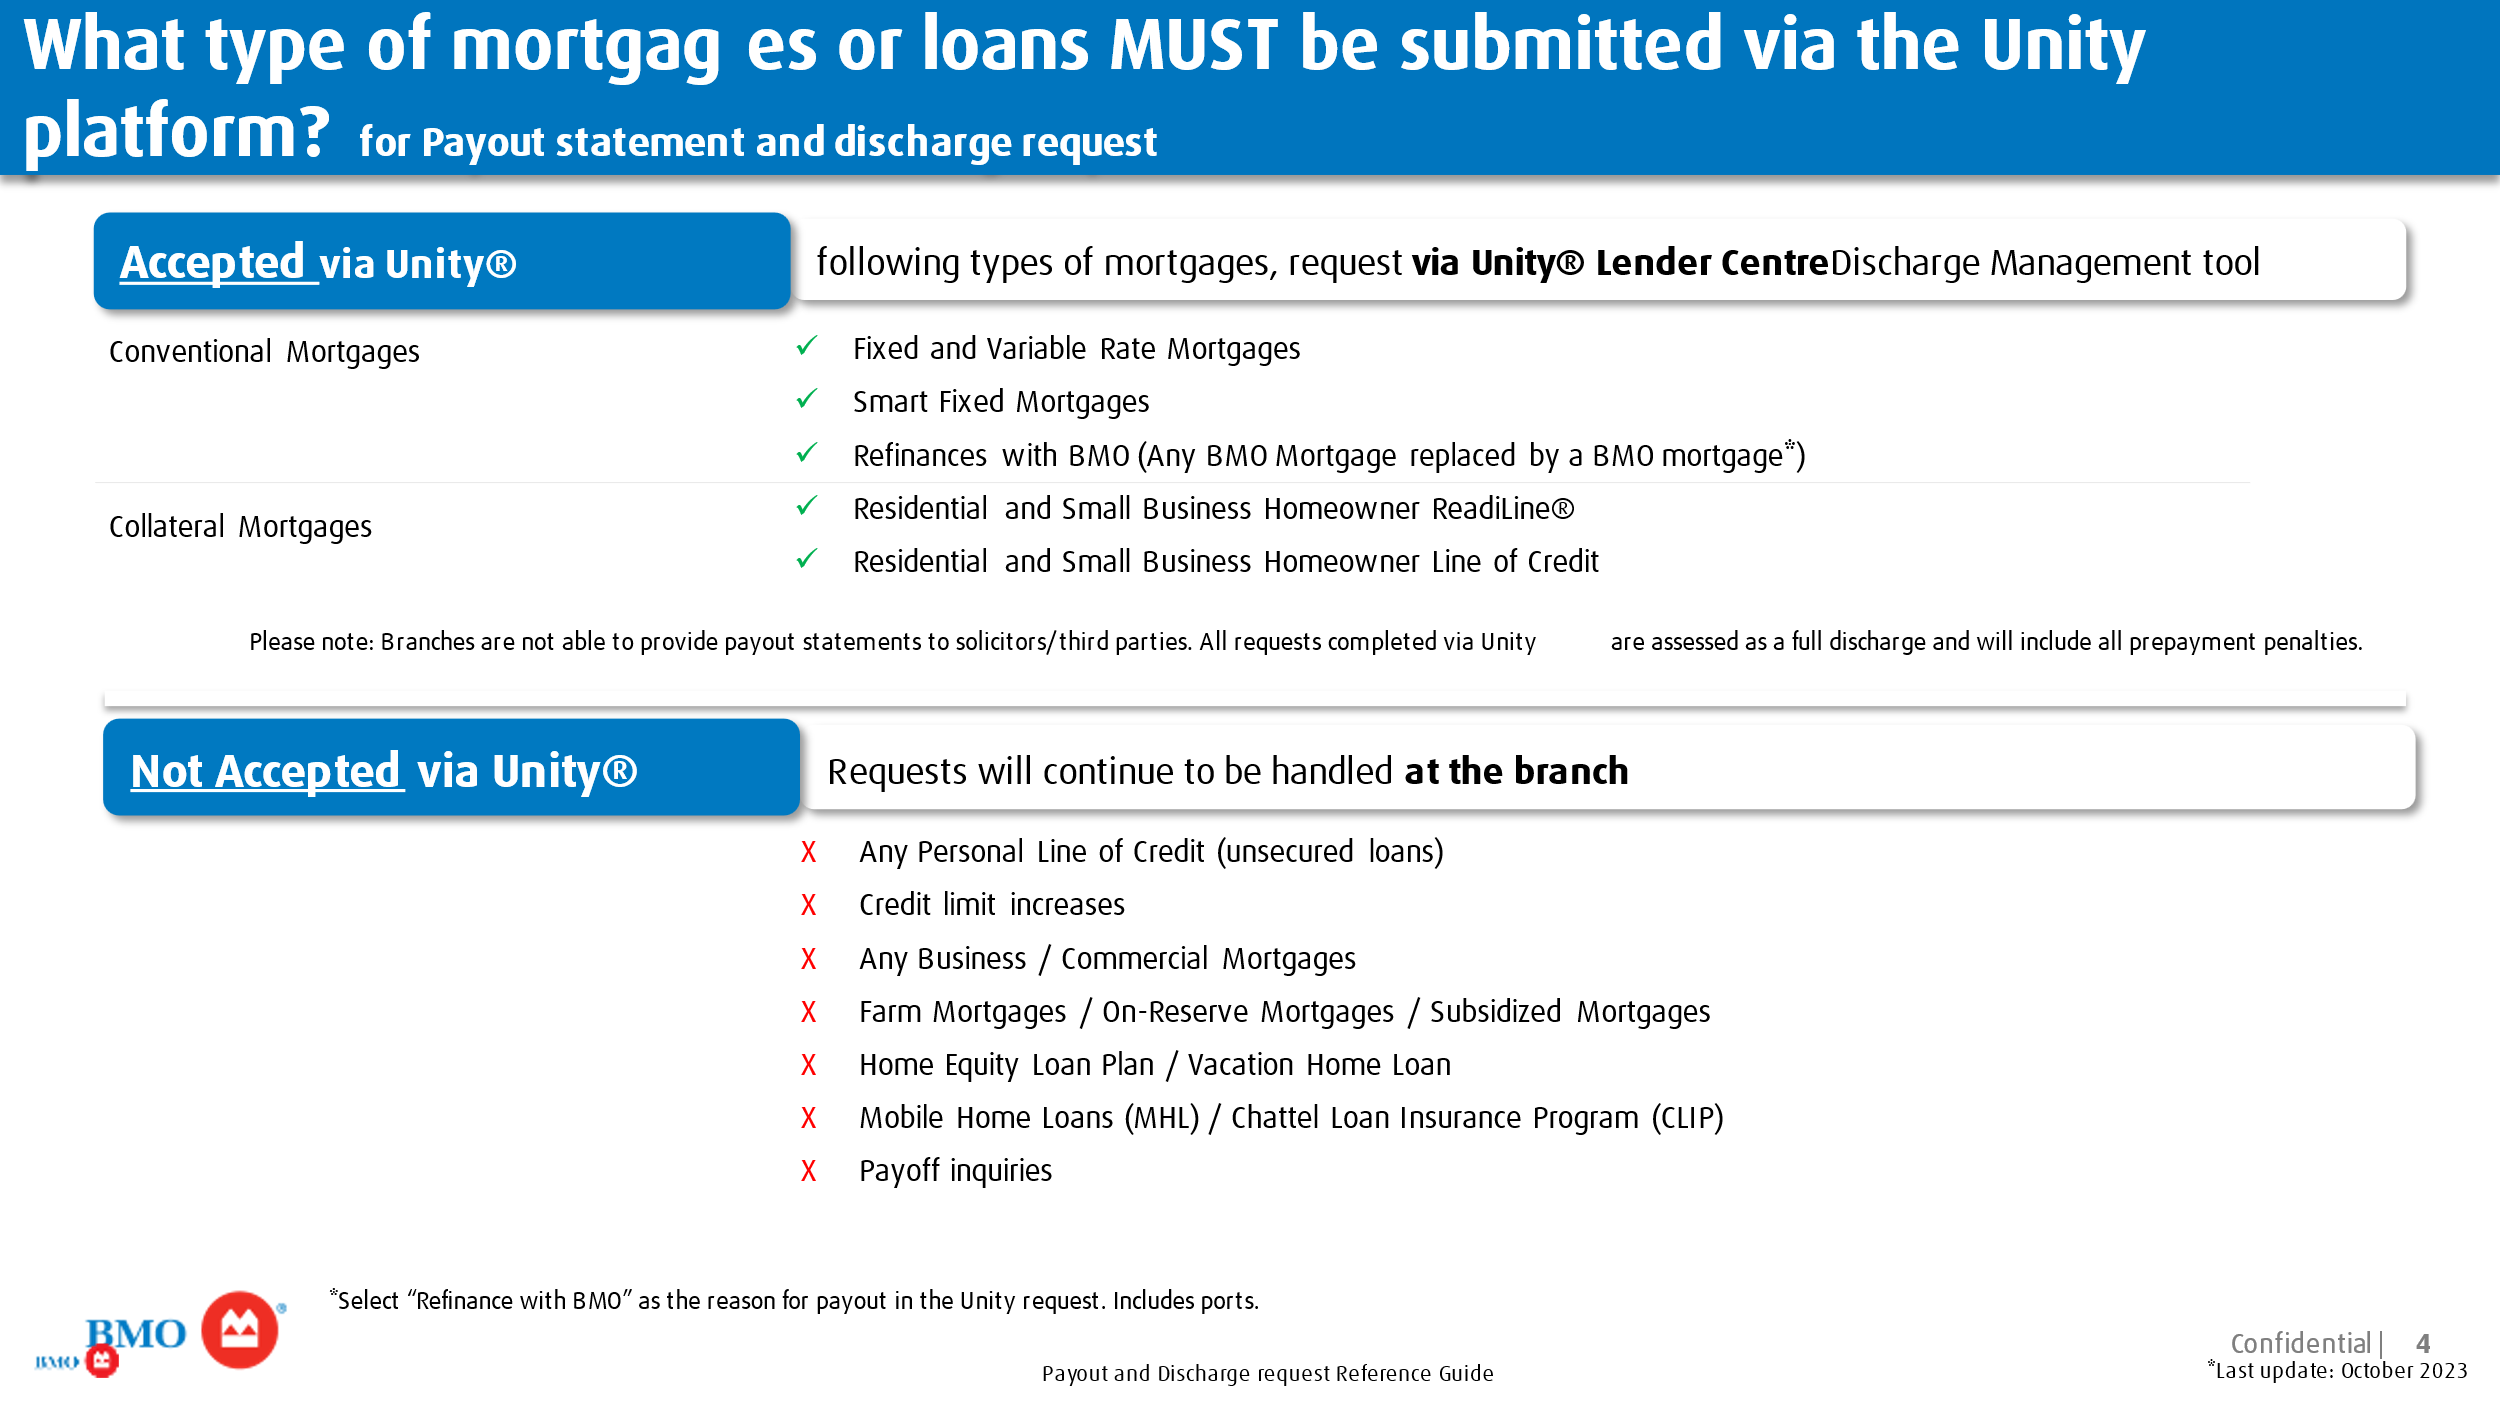 What type of mortgag es or loans MUST be submitted via the Unity
platform? for Payout statement and discharge request
Accepted via Unity®
following types of mortgages, request via Unity® Lender CentreDischarge Management tool
Conventional Mortgages
✓ Fixed and Variable Rate Mortgages
✓ Smart Fixed Mortgages
✓ Refinances with BMO (Any BMO Mortgage replaced by a BMO mortgage*)
Collateral Mortgages
✓ Residential and Small Business Homeowner ReadiLine®
✓ Residential and Small Business Homeowner Line of Credit
Please note: Branches are not able to provide payout statements to solicitors/third parties. All requests completed via Unity are assessed as a full discharge and will include all prepayment penalties.
Not Accepted via Unity®
Requests will continue to be handled at the branch
X Any Personal Line of Credit (unsecured loans)
X Credit limit increases
X Any Business / Commercial Mortgages
X Farm Mortgages / On-Reserve Mortgages / Subsidized Mortgages
X Home Equity Loan Plan / Vacation Home Loan
X Mobile Home Loans (MHL) / Chattel Loan Insurance Program (CLIP)
X Payoff inquiries
*Select “Refinance with BMO” as the reason for payout in the Unity request. Includes ports.
BMO ®
BMO
Confidential | 4
*Last update: October 2023
Payout and Discharge request Reference Guide